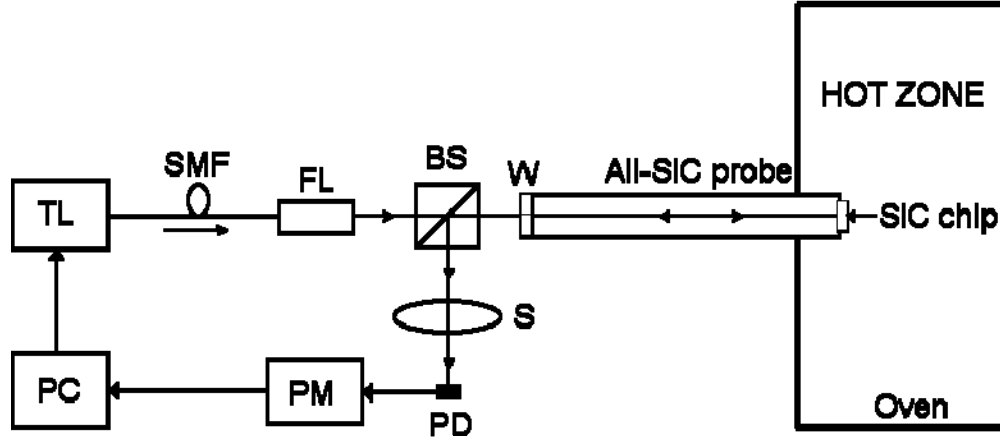 HOT ZONE
SMF
FL
BS
W
All-SiC probe
TL
SiC chip
S
PC
PM
PD
Oven